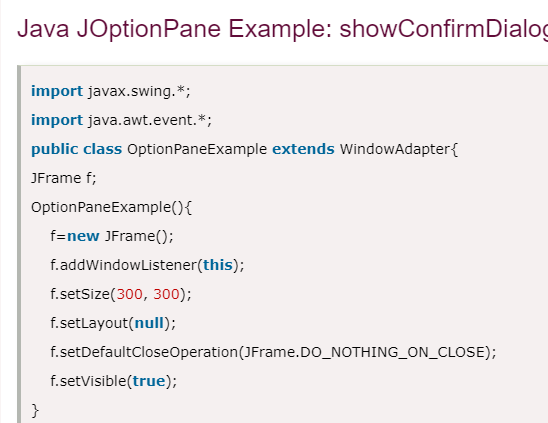 Java JOptionPane Example: showConfirmDialog
import javax.swing.*;
import java.awt.event.*;
public class OptionPaneExample extends WindowAdapter{
JFrame f;
OptionPaneExample(){
    f=new JFrame();
    f.addWindowListener(this);
    f.setSize(300, 300);
    f.setLayout(null);
    f.setDefaultCloseOperation(JFrame.DO_NOTHING_ON_CLOSE);
    f.setVisible(true);
}